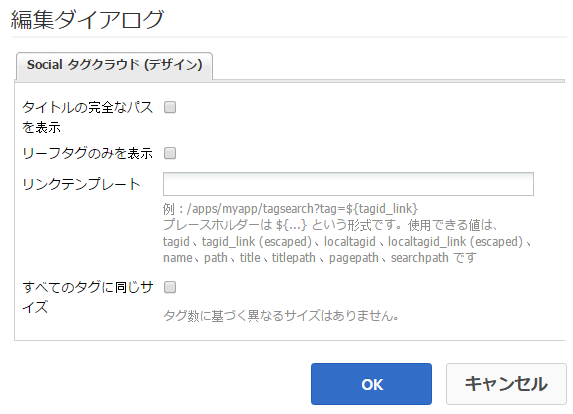 編集ダイアログ
Social タグクラウド (デザイン)
タイトルの完全なパス
を表示
リーフタグのみを表示
リンクテンプレート
例：/apps/myapp/tagsearch?tag=${tagid_link}
プレースホルダーは ${...} という形式です。使用できる値は、
tagid、tagid_link (escaped)、localtagid、localtagid_link (escaped)、
name、path、title、titlepath、pagepath、searchpath です
すべてのタグに同じサ
イズ
タグ数に基づく異なるサイズはありません。
OK
キャンセル